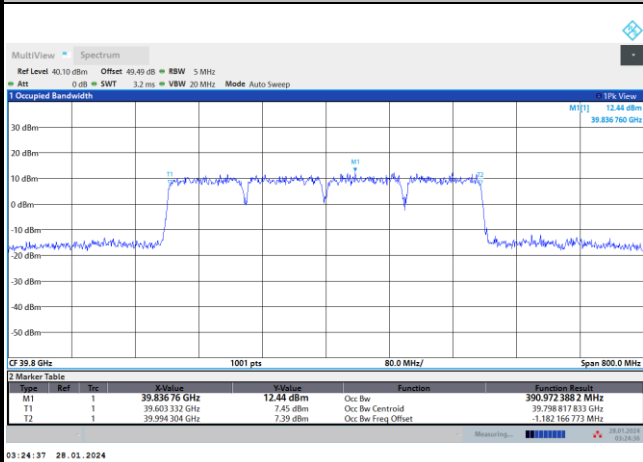 MultiView Spectrum
Ref Level 40.10 dBm Offset 49.49 dB RBW 5 MHz
Att 0 dB SWT 3.2 ms VBW 20 MHz Mode Auto Sweep
1 Occupied Bandwidth 1Pk View
M1[1] 12.44 dBm
39.836 760 GHz
30 dBm
20 dBm
M1
T1 T2
10 dBm
0 dBm
-10 dBm
-20 dBm
-30 dBm
-40 dBm
-50 dBm
CF 39.8 GHz 1001 pts 80.0 MHz/ Span 800.0 MHz
2 Marker Table
Type Ref Trc X-Value Y-Value Function Function Result
M1 1 39.836 76 GHz 12.44 dBm Occ Bw 390.972 388 2 MHz
T1 1 39.603 332 GHz 7.45 dBm Occ Bw Centroid 39.798 817 833 GHz
T2 1 39.994 304 GHz 7.39 dBm Occ Bw Freq Offset -1.182 166 773 MHz
Measuring... 28.01.2024
03:24:36
03:24:37 28.01.2024